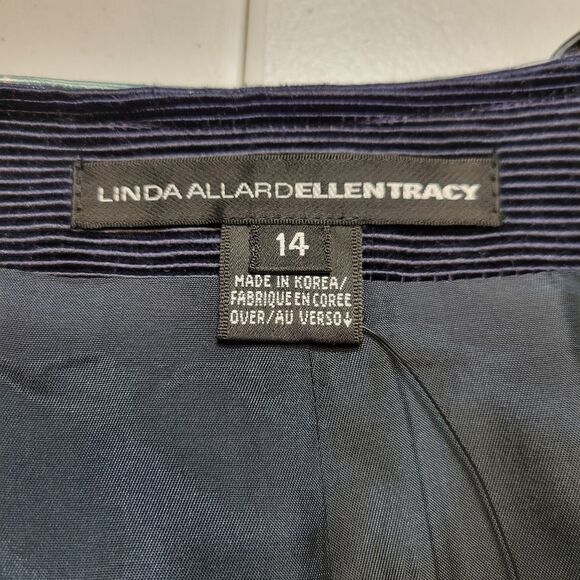 LINDA ALLARDELLENTRACY
14
MADE IN KOREA/
FABRIQUE EN COREE
OVER/AU VERSO↓